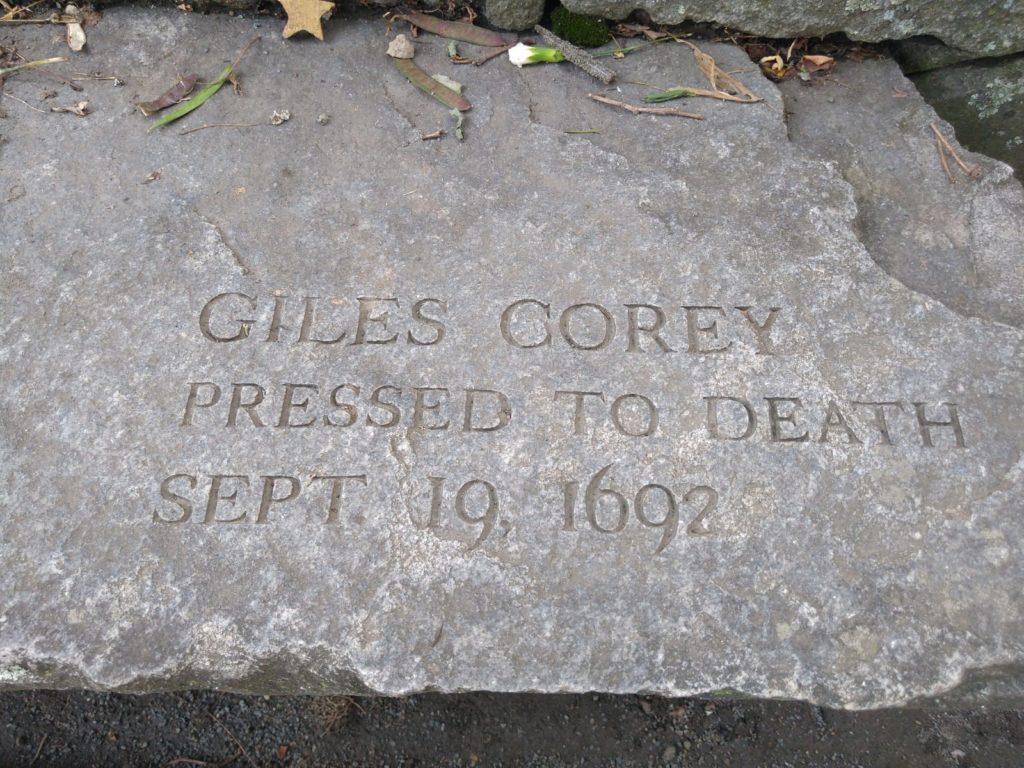 GILES COREY
PRESSED TO DEATH
SEPT. 19, 1692